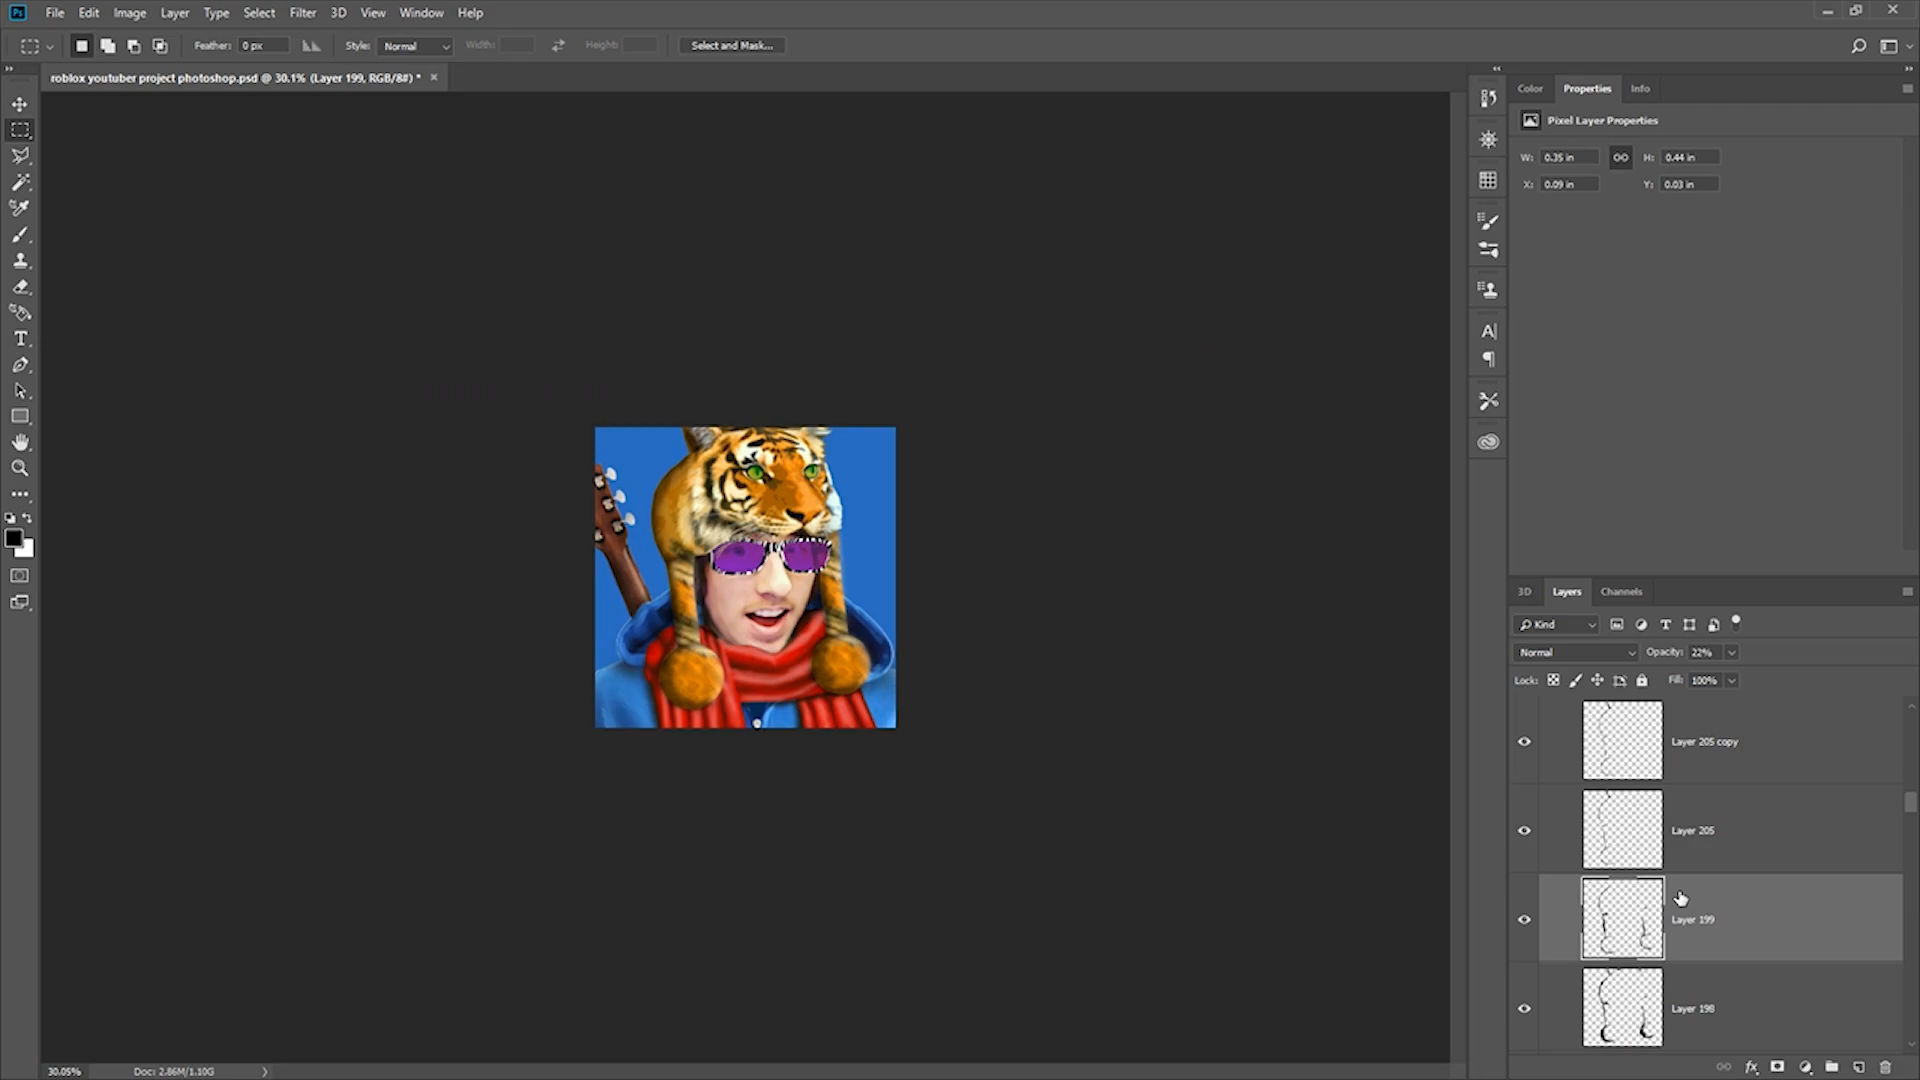 Ps File Edit Image Layer Type Select Filter 3D View Window Help
Feather: 0 px Style: Normal Width: Height: Select and Mask...
roblox youtuber project photoshop.psd @ 30.1% (Layer 199, RGB/8#) *
Color Properties Info
Pixel Layer Properties
W: 0.35 in H: 0.44 in
X: 0.09 in Y: 0.03 in
3D Layers Channels
Kind
Normal Opacity: 22%
Lock: Fill: 100%
Layer 205 copy
Layer 205
Layer 199
Layer 198
30.05% Doc: 2.86M/1.10G